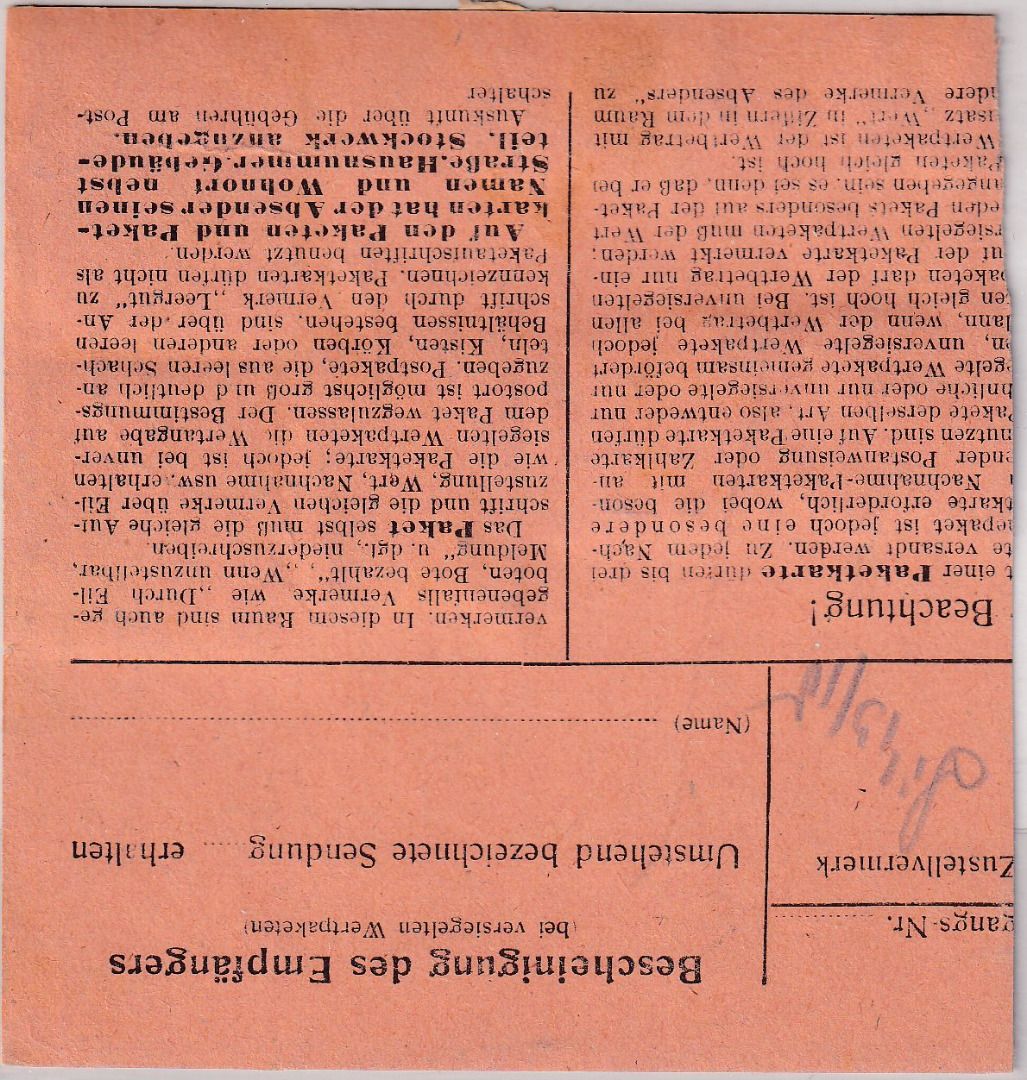 gangs-Nr.
Zustellvermerk
Bescheinigung des Empfängers
(bei versiegelten Wertpaketen)
Umstehend bezeichnete Sendung ..... erhalten
(Name)
Beachtung!
t einer Paketkarte dürfen bis drei
te versandt werden. Zu jedem Nach-
epaket ist jedoch eine besondere
tkarte erforderlich, wobei die beson-
n Nachnahme-Paketkarten mit an-
ender Postanweisung oder Zahlkarte
nutzen sind. Auf eine Paketkarte dürfen
Pakete derselben Art, also entweder nur
hnliche oder nur unversiegelte oder nur
gelte Wertpakete gemeinsam befördert
en, unversiegelte Wertpakete jedoch
dann, wenn der Wertbetrag bei allen
gen gleich hoch ist. Bei unversiegelten
paketen darf der Wertbetrag nur ein-
uf der Paketkarte vermerkt werden;
rsiegelten Wertpaketen muß der Wert
eden Pakets besonders auf der Paket-
angegeben sein, es sei denn, daß er bei
Paketen gleich hoch ist.
Wertpaketen ist der Wertbetrag mit
usatz „Wert“ in Ziffern in dem Raum
ndere Vermerke des Absenders“ zu
vermerken. In diesem Raum sind auch ge-
gebenenfalls Vermerke wie „Durch Eil-
boten, Bote bezahlt“, „Wenn unzustellbar,
Meldung“ u. dgl., niederzuschreiben.
Das Paket selbst muß die gleiche Auf-
schrift und die gleichen Vermerke über Eil-
zustellung, Wert, Nachnahme usw. erhalten
wie die Paketkarte; jedoch ist bei unver-
siegelten Wertpaketen die Wertangabe auf
dem Paket wegzulassen. Der Bestimmungs-
postort ist möglichst groß und deutlich an-
zugeben. Postpakete, die aus leeren Schach-
teln, Kisten, Körben oder anderen leeren
Behältnissen bestehen, sind über der An-
schrift durch den Vermerk „Leergut“ zu
kennzeichnen. Paketkarten dürfen nicht als
Paketaufschriften benutzt werden.
Auf den Paketen und Paket-
karten hat der Absender seinen
Namen und Wohnort nebst
Straße, Hausnummer, Gebäude-
teil, Stockwerk anzugeben.
Auskunft über die Gebühren am Post-
schalter